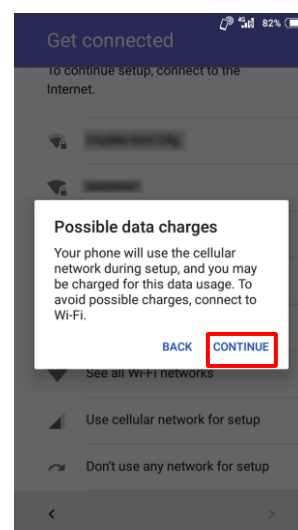 82%
Get connected
To continue setup, connect to the
Internet.
Possible data charges
Your phone will use the cellular
network during setup, and you may
be charged for this data usage. To
avoid possible charges, connect to
Wi-Fi.
BACK CONTINUE
See all Wi-Fi networks
Use cellular network for setup
Don't use any network for setup